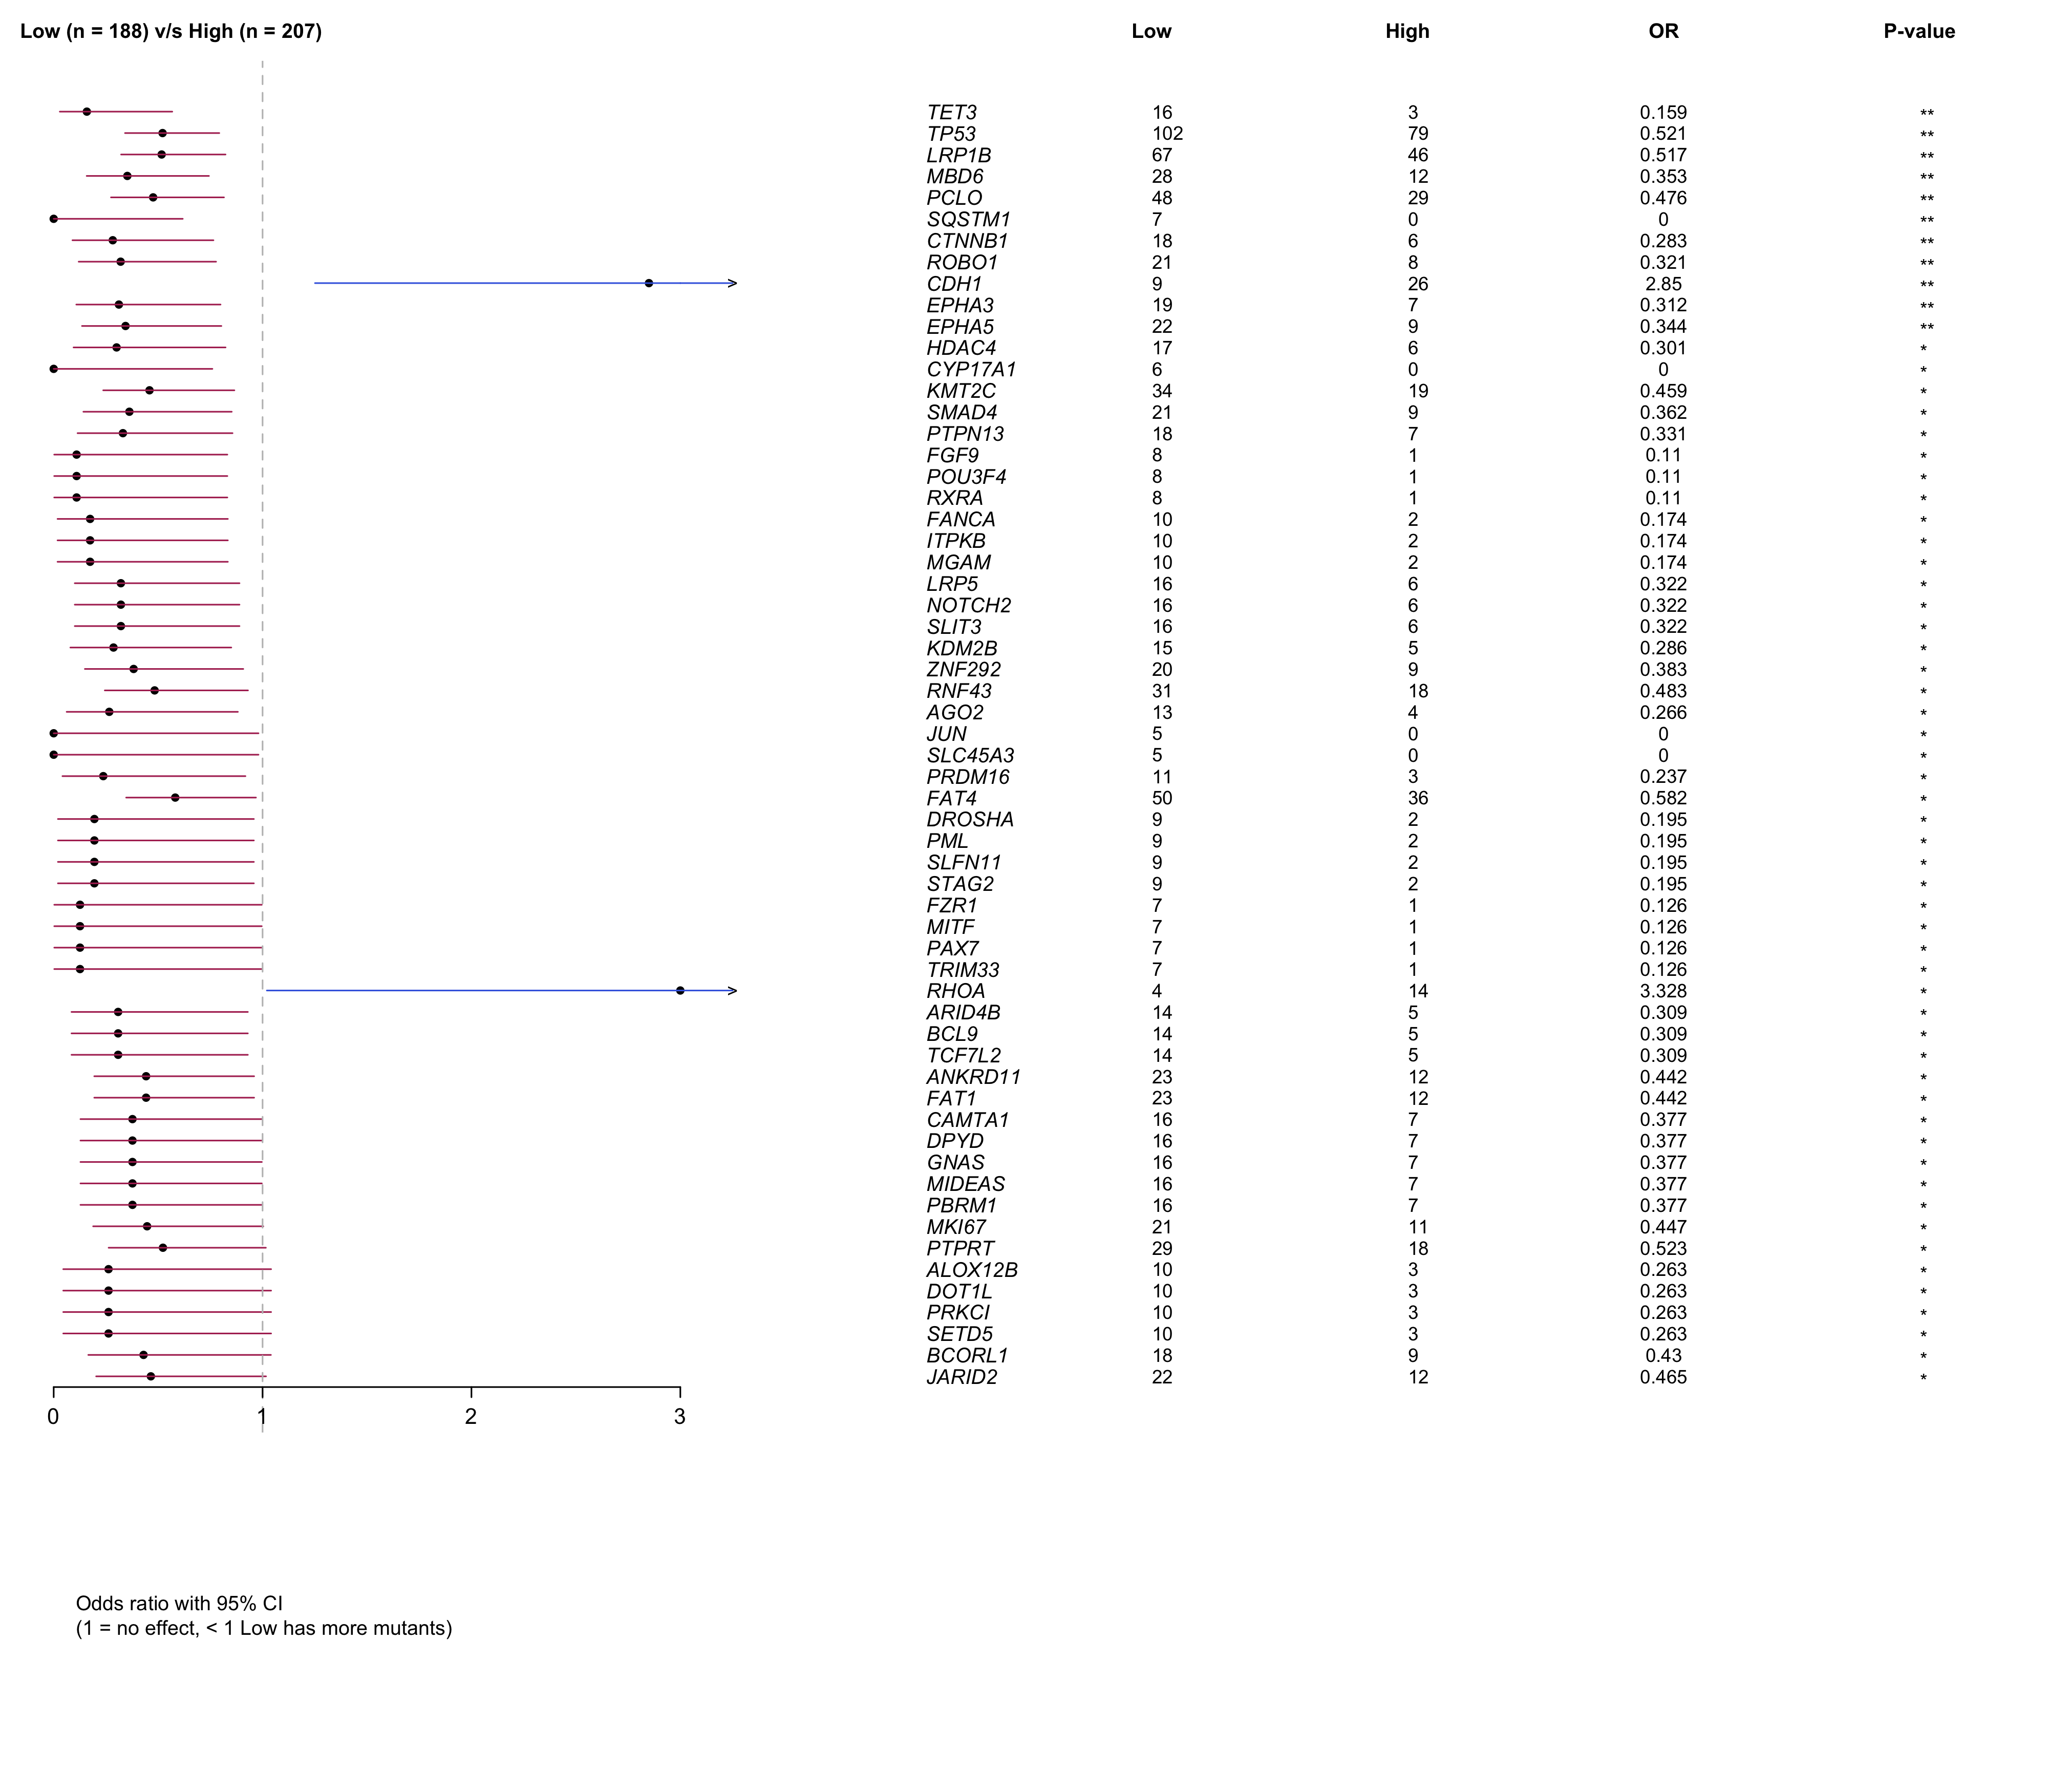 Low (n = 188) v/s High (n = 207) Low High OR P-value
TET3 16 3 0.159 **
TP53 102 79 0.521 **
LRP1B 67 46 0.517 **
MBD6 28 12 0.353 **
PCLO 48 29 0.476 **
SQSTM1 7 0 0 **
CTNNB1 18 6 0.283 **
ROBO1 21 8 0.321 **
CDH1 9 26 2.85 **
EPHA3 19 7 0.312 **
EPHA5 22 9 0.344 **
HDAC4 17 6 0.301 *
CYP17A1 6 0 0 *
KMT2C 34 19 0.459 *
SMAD4 21 9 0.362 *
PTPN13 18 7 0.331 *
FGF9 8 1 0.11 *
POU3F4 8 1 0.11 *
RXRA 8 1 0.11 *
FANCA 10 2 0.174 *
ITPKB 10 2 0.174 *
MGAM 10 2 0.174 *
LRP5 16 6 0.322 *
NOTCH2 16 6 0.322 *
SLIT3 16 6 0.322 *
KDM2B 15 5 0.286 *
ZNF292 20 9 0.383 *
RNF43 31 18 0.483 *
AGO2 13 4 0.266 *
JUN 5 0 0 *
SLC45A3 5 0 0 *
PRDM16 11 3 0.237 *
FAT4 50 36 0.582 *
DROSHA 9 2 0.195 *
PML 9 2 0.195 *
SLFN11 9 2 0.195 *
STAG2 9 2 0.195 *
FZR1 7 1 0.126 *
MITF 7 1 0.126 *
PAX7 7 1 0.126 *
TRIM33 7 1 0.126 *
RHOA 4 14 3.328 *
ARID4B 14 5 0.309 *
BCL9 14 5 0.309 *
TCF7L2 14 5 0.309 *
ANKRD11 23 12 0.442 *
FAT1 23 12 0.442 *
CAMTA1 16 7 0.377 *
DPYD 16 7 0.377 *
GNAS 16 7 0.377 *
MIDEAS 16 7 0.377 *
PBRM1 16 7 0.377 *
MKI67 21 11 0.447 *
PTPRT 29 18 0.523 *
ALOX12B 10 3 0.263 *
DOT1L 10 3 0.263 *
PRKCI 10 3 0.263 *
SETD5 10 3 0.263 *
BCORL1 18 9 0.43 *
JARID2 22 12 0.465 *
0 1 2 3
Odds ratio with 95% CI
(1 = no effect, < 1 Low has more mutants)